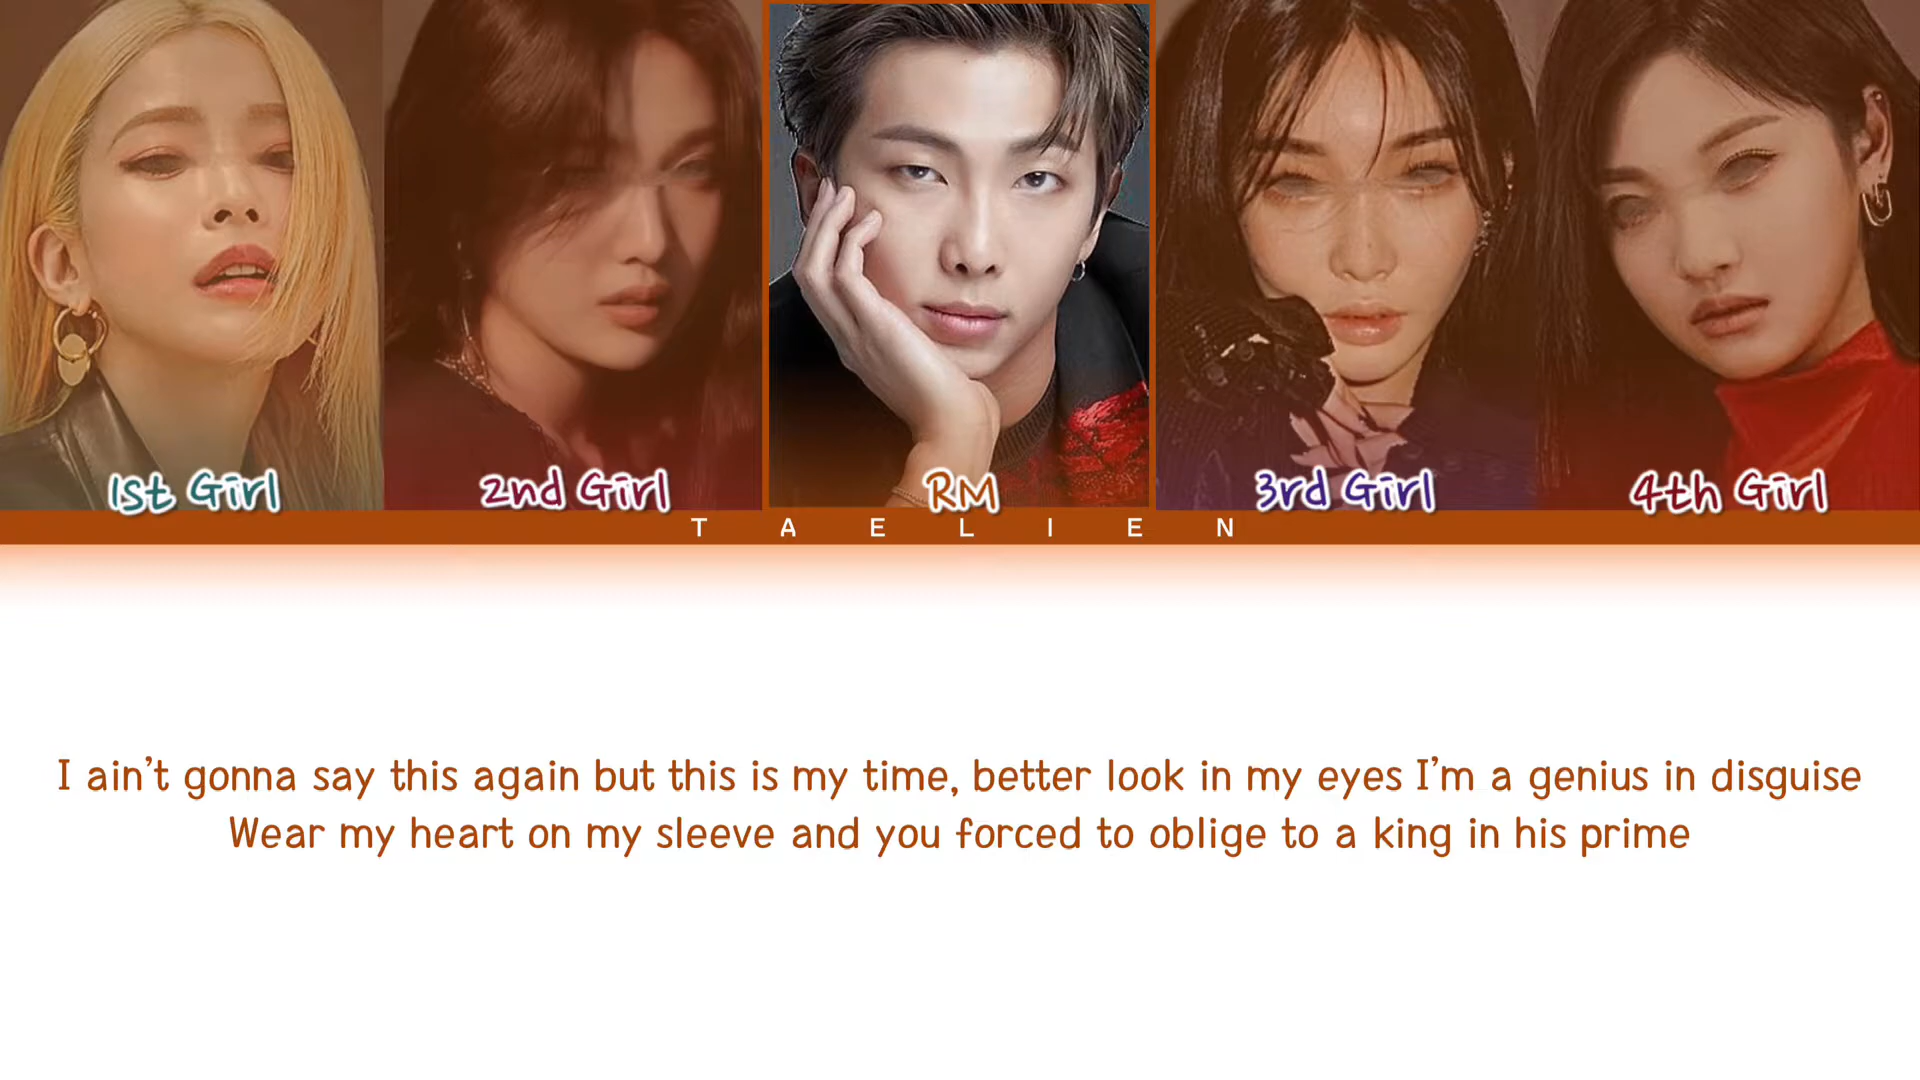 1st Girl
2nd Girl
RM
3rd Girl
4th Girl
TAELIEN
I ain't gonna say this again but this is my time, better look in my eyes I'm a genius in disguise
Wear my heart on my sleeve and you forced to oblige to a king in his prime